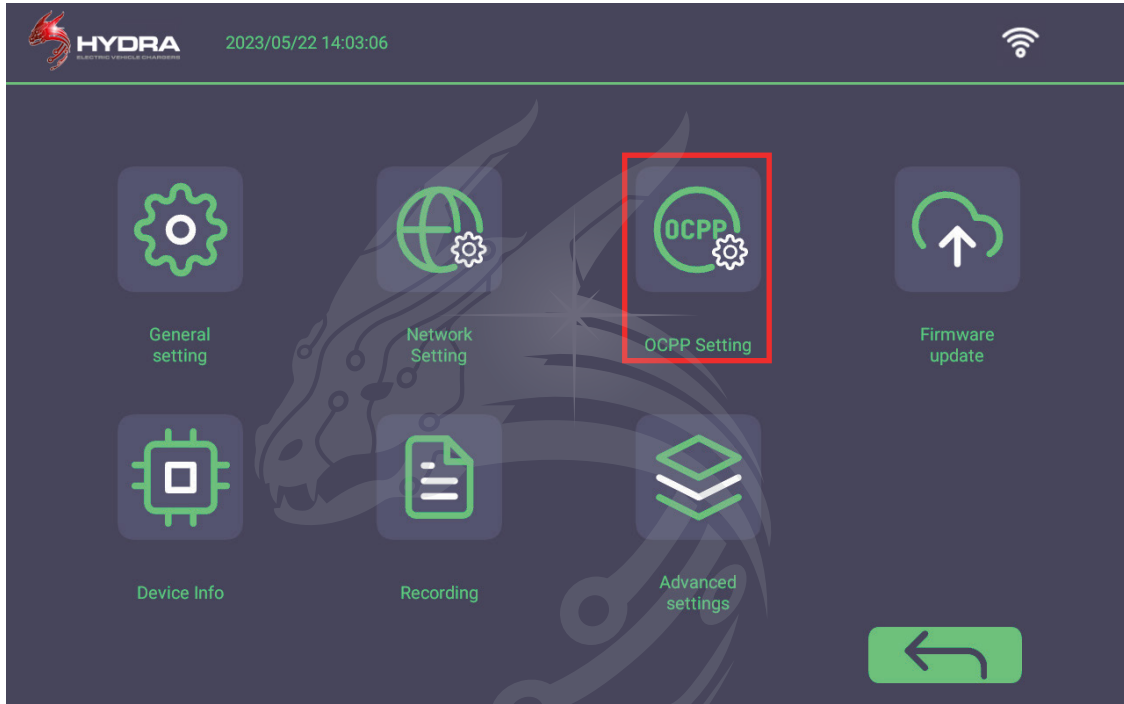 HYDRA
ELECTRIC VEHICLE CHARGERS
2023/05/22 14:03:06
General
setting
Network
Setting
OCPP
OCPP Setting
Firmware
update
Device Info
Recording
Advanced
settings